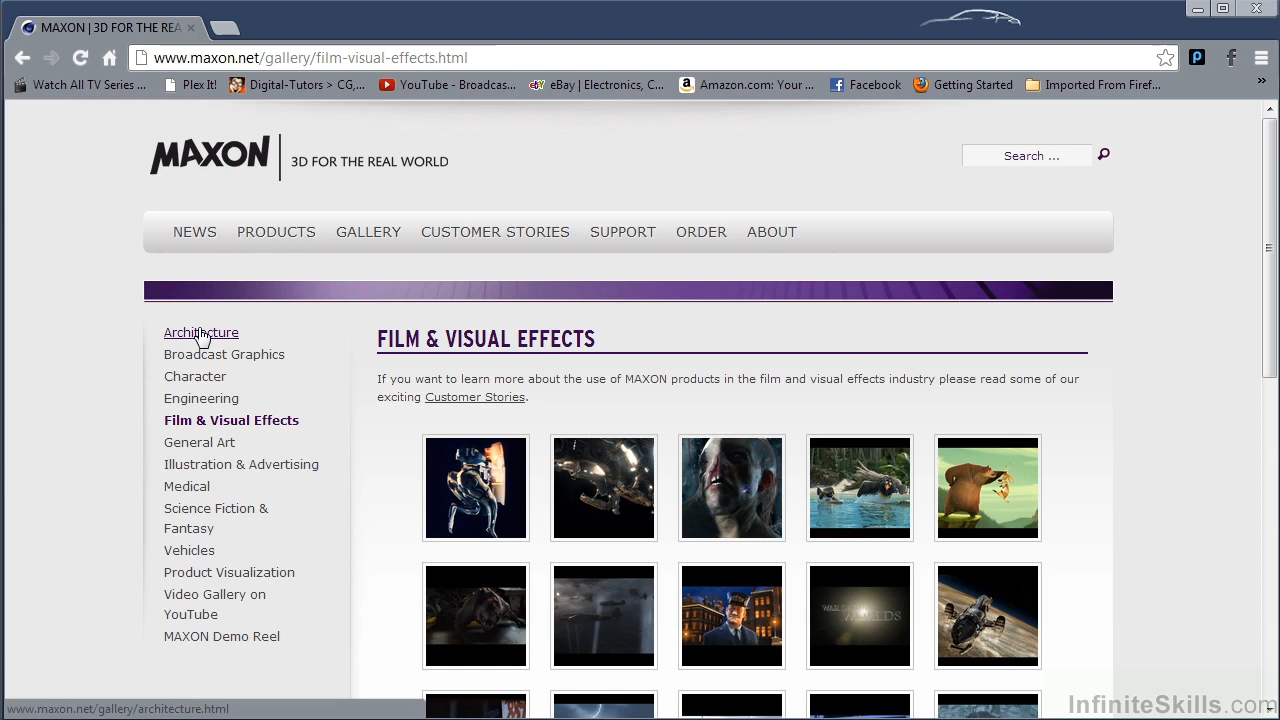 MAXON | 3D FOR THE REA
www.maxon.net/gallery/film-visual-effects.html
Watch All TV Series ... Plex It! Digital-Tutors > CG,... YouTube - Broadcas... eBay | Electronics, C... Amazon.com: Your ... Facebook Getting Started Imported From Firef...
MAXON 3D FOR THE REAL WORLD
Search ...
NEWS PRODUCTS GALLERY CUSTOMER STORIES SUPPORT ORDER ABOUT
Architecture
Broadcast Graphics
Character
Engineering
Film & Visual Effects
General Art
Illustration & Advertising
Medical
Science Fiction &
Fantasy
Vehicles
Product Visualization
Video Gallery on
YouTube
MAXON Demo Reel
FILM & VISUAL EFFECTS
If you want to learn more about the use of MAXON products in the film and visual effects industry please read some of our
exciting Customer Stories.
WAR OF
WORLDS
www.maxon.net/gallery/architecture.html
InfiniteSkills.com